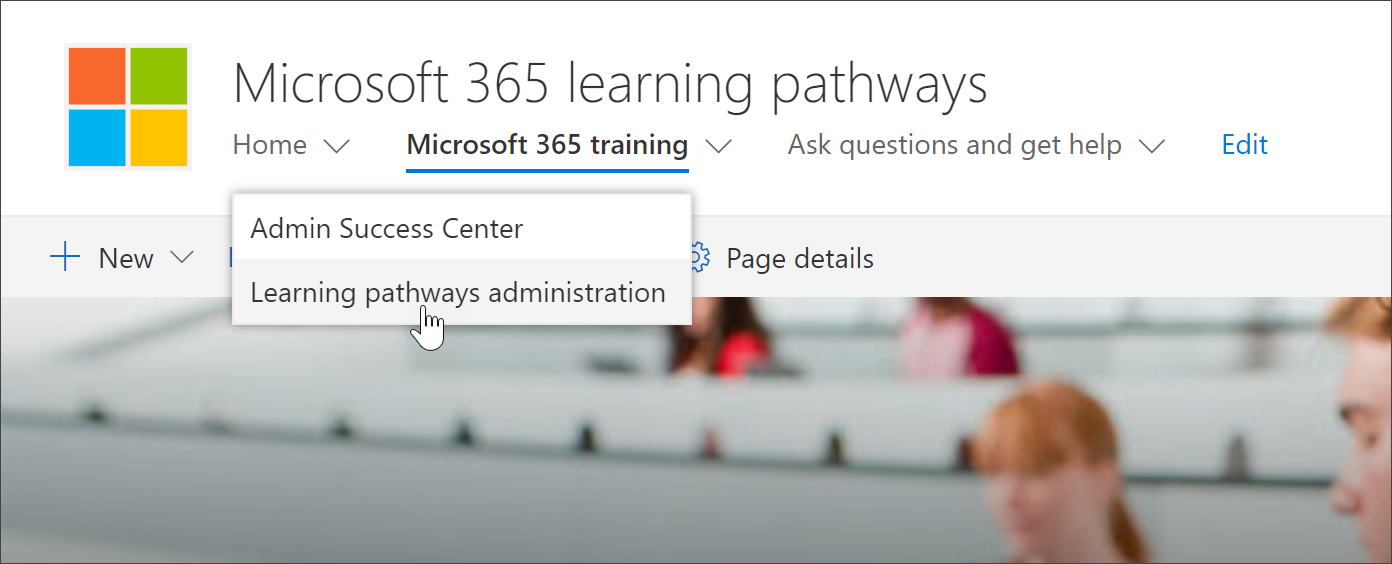 Microsoft 365 learning pathways
Home Microsoft 365 training Ask questions and get help Edit
Admin Success Center
New Page details
Learning pathways administration